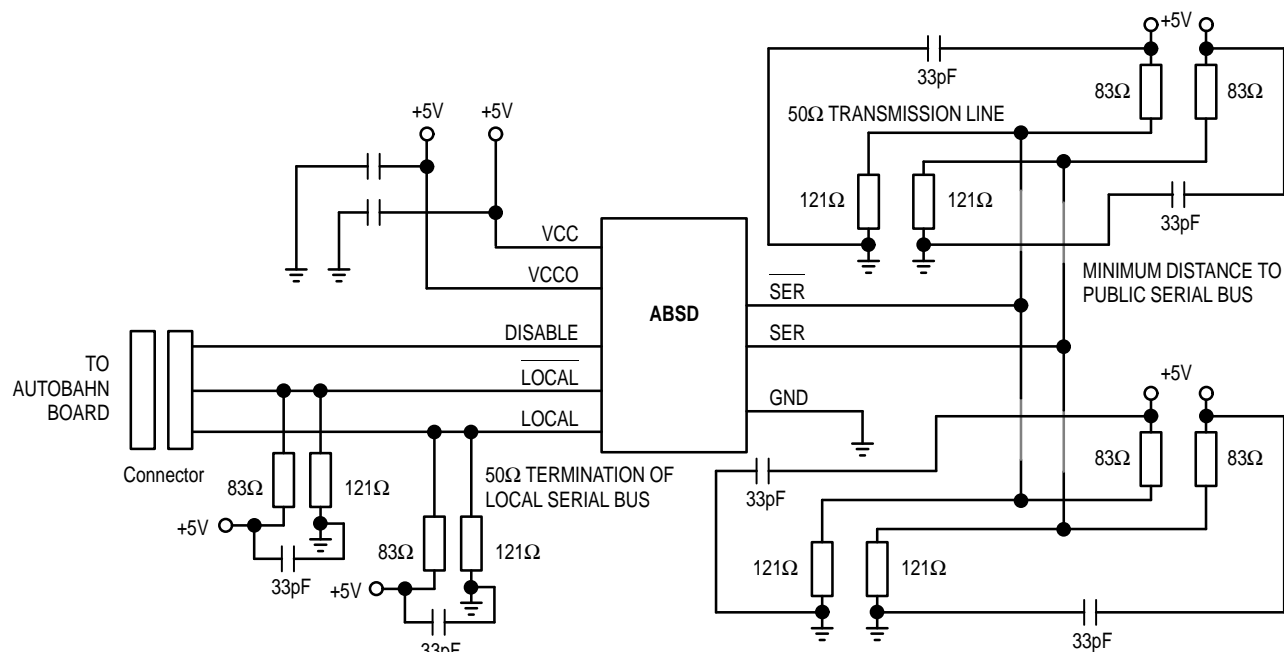 +5V
33pF
83Ω
83Ω
+5V
+5V
50Ω TRANSMISSION LINE
121Ω
121Ω
33pF
VCC
VCCO
MINIMUM DISTANCE TO
PUBLIC SERIAL BUS
SER
ABSD
DISABLE
SER
TO
AUTOBAHN
BOARD
LOCAL
+5V
GND
LOCAL
Connector
50Ω TERMINATION OF
LOCAL SERIAL BUS
83Ω
121Ω
83Ω
83Ω
33pF
+5V
33pF
83Ω
121Ω
121Ω
121Ω
+5V
33pF
33pF